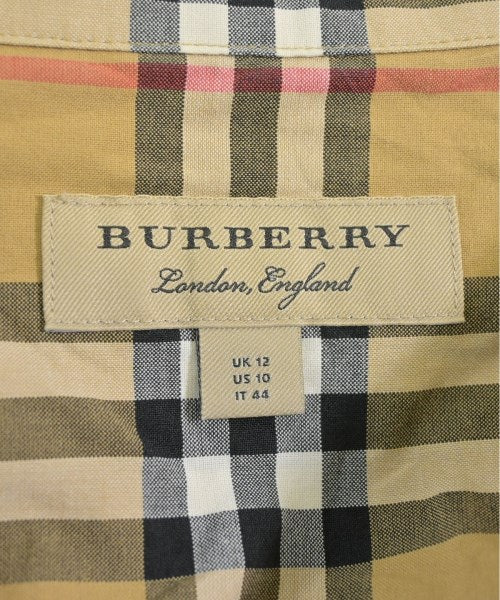 BURBERRY
London, England
UK 12
US 10
IT 44